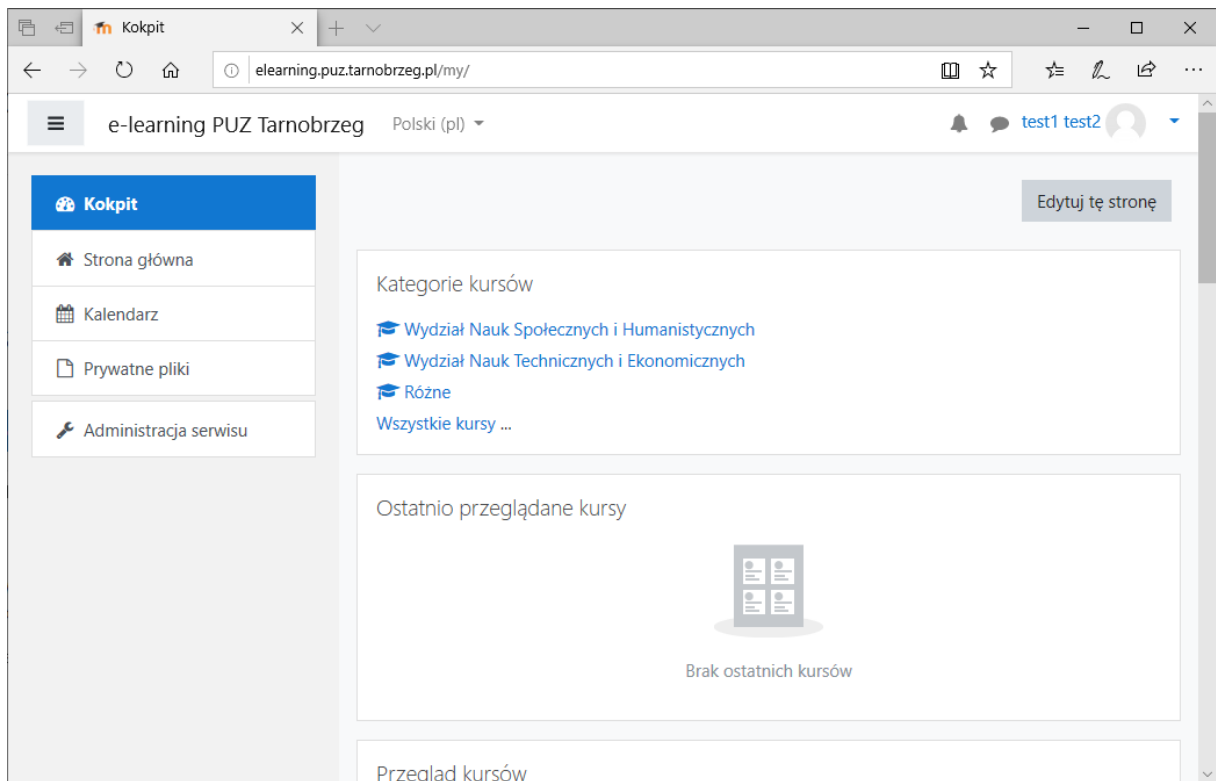 Kokpit
elearning.puz.tarnobrzeg.pl/my/
e-learning PUZ Tarnobrzeg Polski (pl) test1 test2
Kokpit
Strona główna
Kalendarz
Prywatne pliki
Administracja serwisu
Edytuj tę stronę
Kategorie kursów
Wydział Nauk Społecznych i Humanistycznych
Wydział Nauk Technicznych i Ekonomicznych
Różne
Wszystkie kursy ...
Ostatnio przeglądane kursy
Brak ostatnich kursów
Przegląd kursów